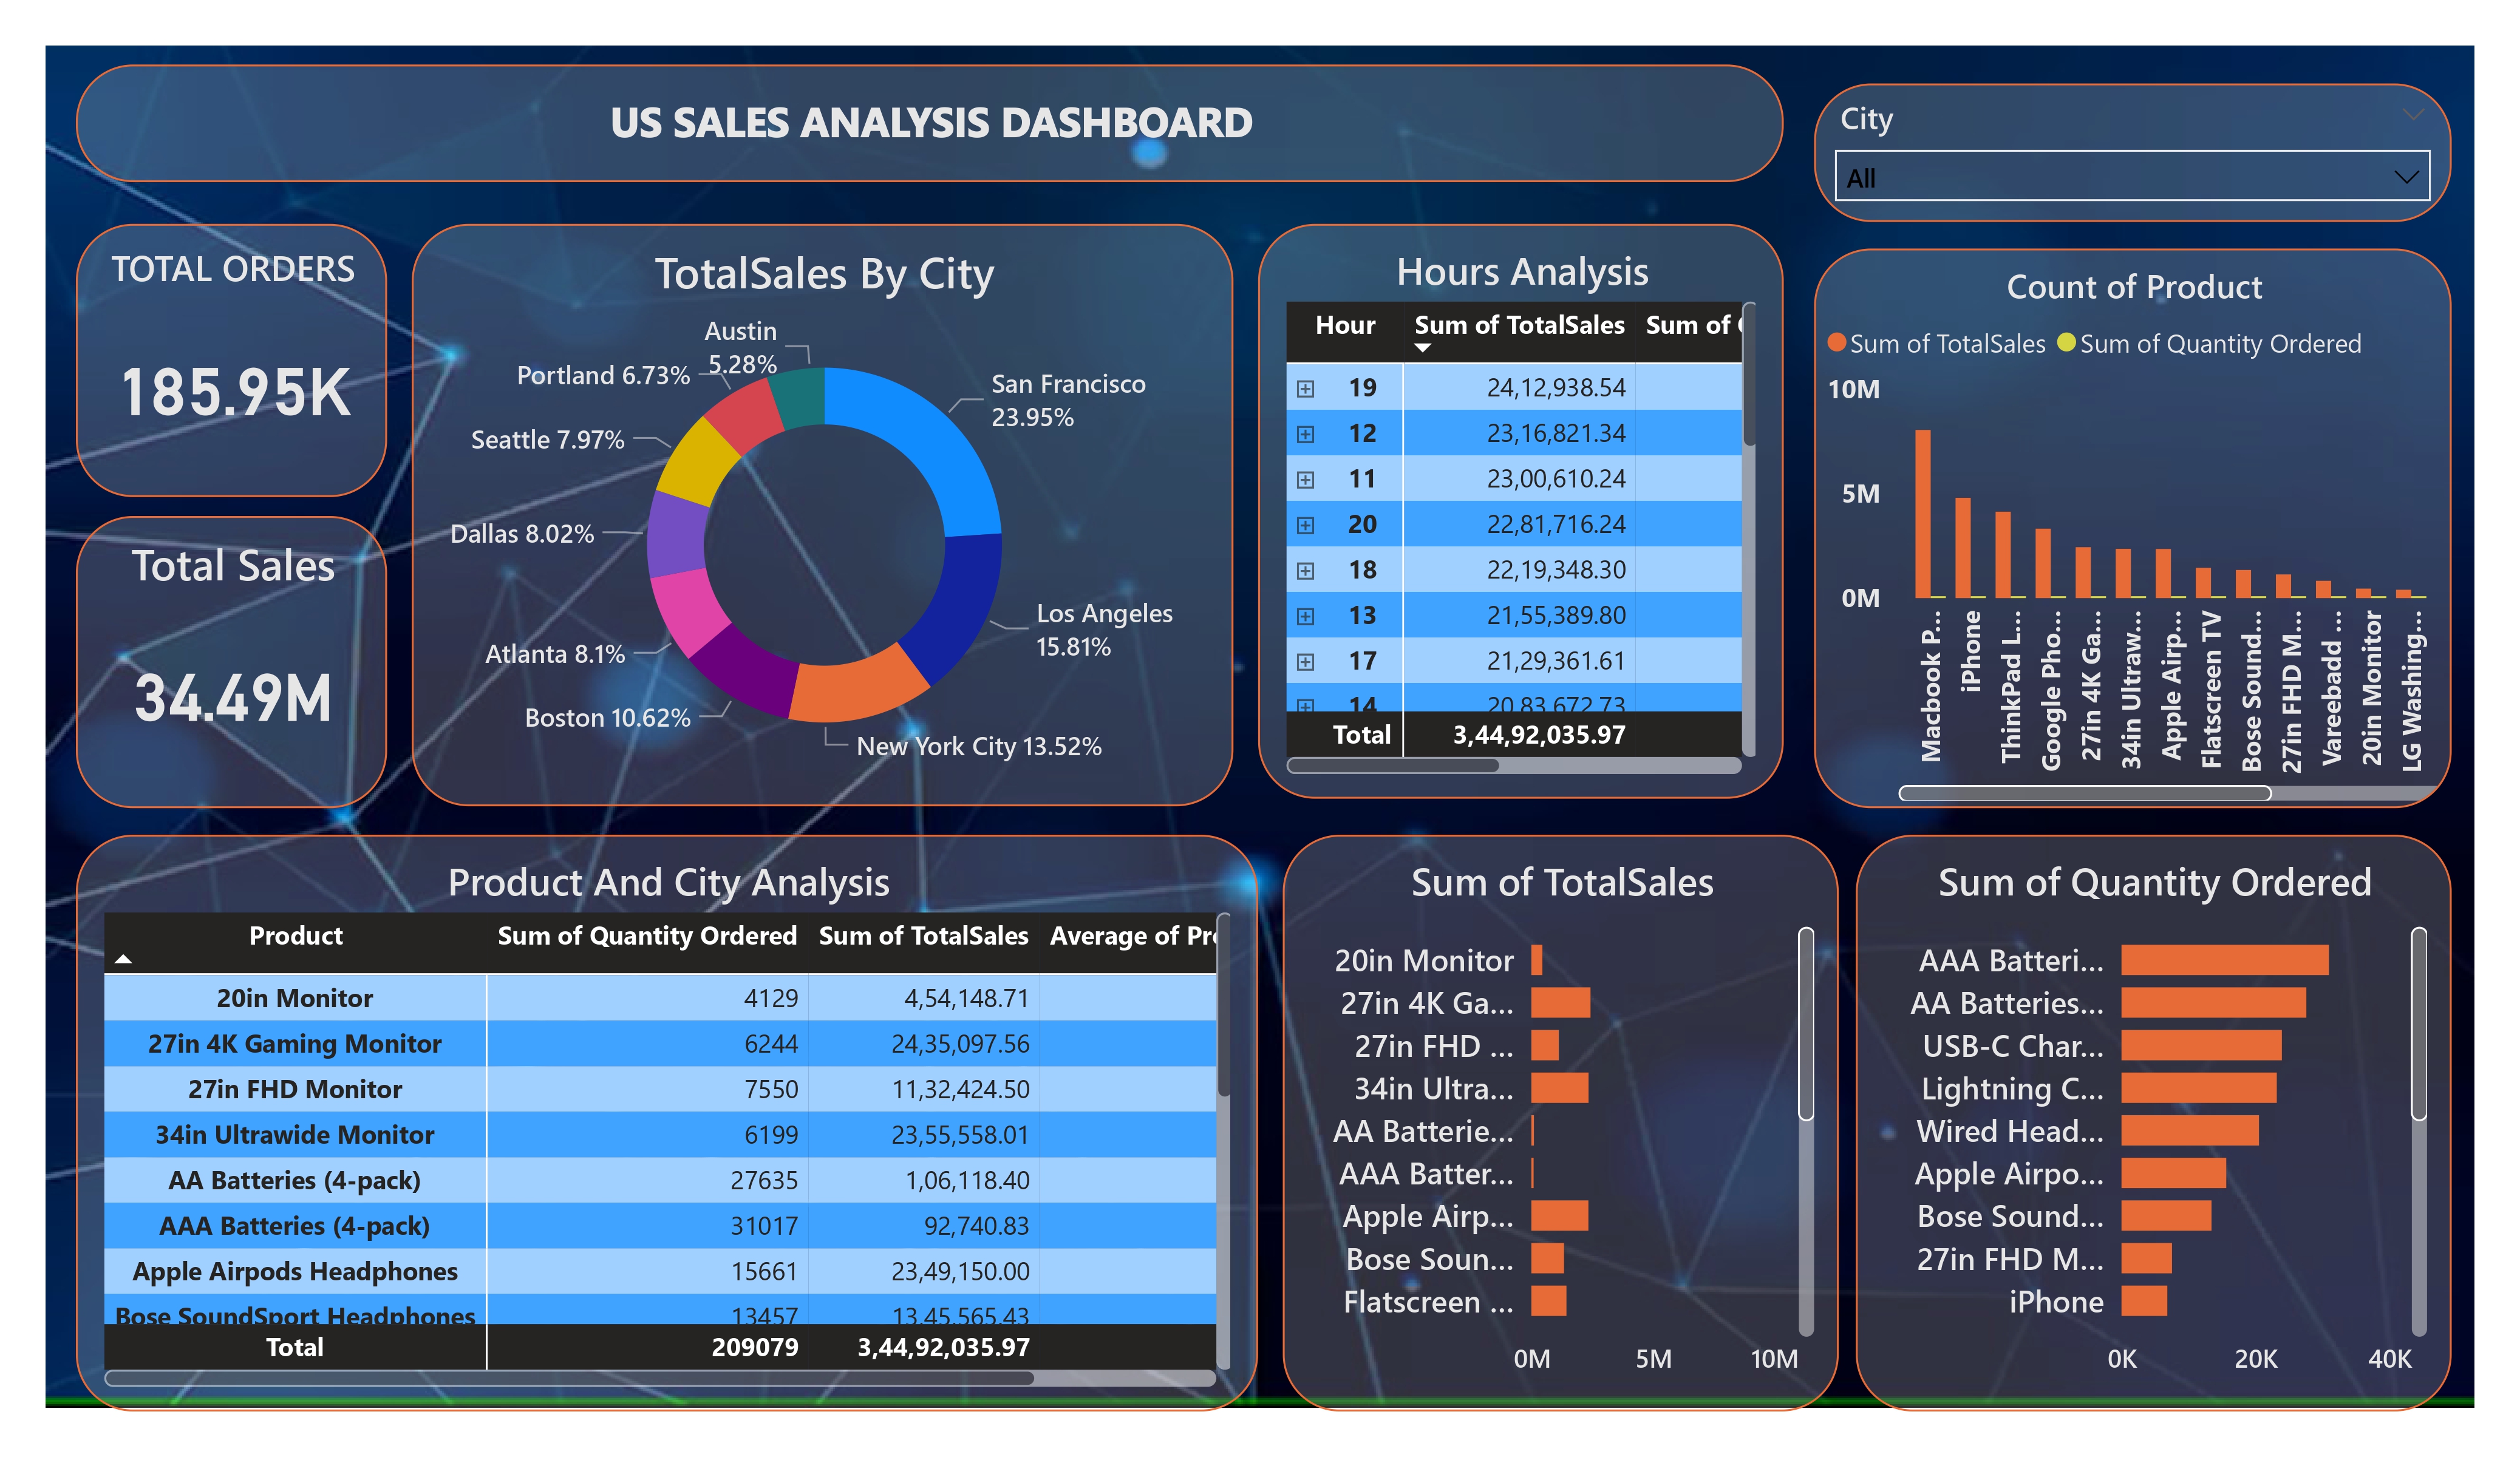 US SALES ANALYSIS DASHBOARD
City
All
TOTAL ORDERS
185.95K
Total Sales
34.49M
TotalSales By City
Austin
5.28%
Portland 6.73%
San Francisco
23.95%
Seattle 7.97%
Dallas 8.02%
Los Angeles
15.81%
Atlanta 8.1%
Boston 10.62%
New York City 13.52%
Hours Analysis
Hour Sum of TotalSales Sum of
19 24,12,938.54
12 23,16,821.34
11 23,00,610.24
20 22,81,716.24
18 22,19,348.30
13 21,55,389.80
17 21,29,361.61
14 20,83,672.73
Total 3,44,92,035.97
Count of Product
Sum of TotalSales Sum of Quantity Ordered
10M
5M
0M
Macbook P...
iPhone
ThinkPad L...
Google Pho...
27in 4K Ga...
34in Ultraw...
Apple Airp...
Flatscreen TV
Bose Sound...
27in FHD M...
Vareebadd ...
20in Monitor
LG Washing...
Product And City Analysis
Product Sum of Quantity Ordered Sum of TotalSales Average of Pr
20in Monitor 4129 4,54,148.71
27in 4K Gaming Monitor 6244 24,35,097.56
27in FHD Monitor 7550 11,32,424.50
34in Ultrawide Monitor 6199 23,55,558.01
AA Batteries (4-pack) 27635 1,06,118.40
AAA Batteries (4-pack) 31017 92,740.83
Apple Airpods Headphones 15661 23,49,150.00
Bose SoundSport Headphones 13457 13,45,565.43
Total 209079 3,44,92,035.97
Sum of TotalSales
20in Monitor
27in 4K Ga...
27in FHD ...
34in Ultra...
AA Batterie...
AAA Batter...
Apple Airp...
Bose Soun...
Flatscreen ...
0M 5M 10M
Sum of Quantity Ordered
AAA Batteri...
AA Batteries...
USB-C Char...
Lightning C...
Wired Head...
Apple Airpo...
Bose Sound...
27in FHD M...
iPhone
0K 20K 40K